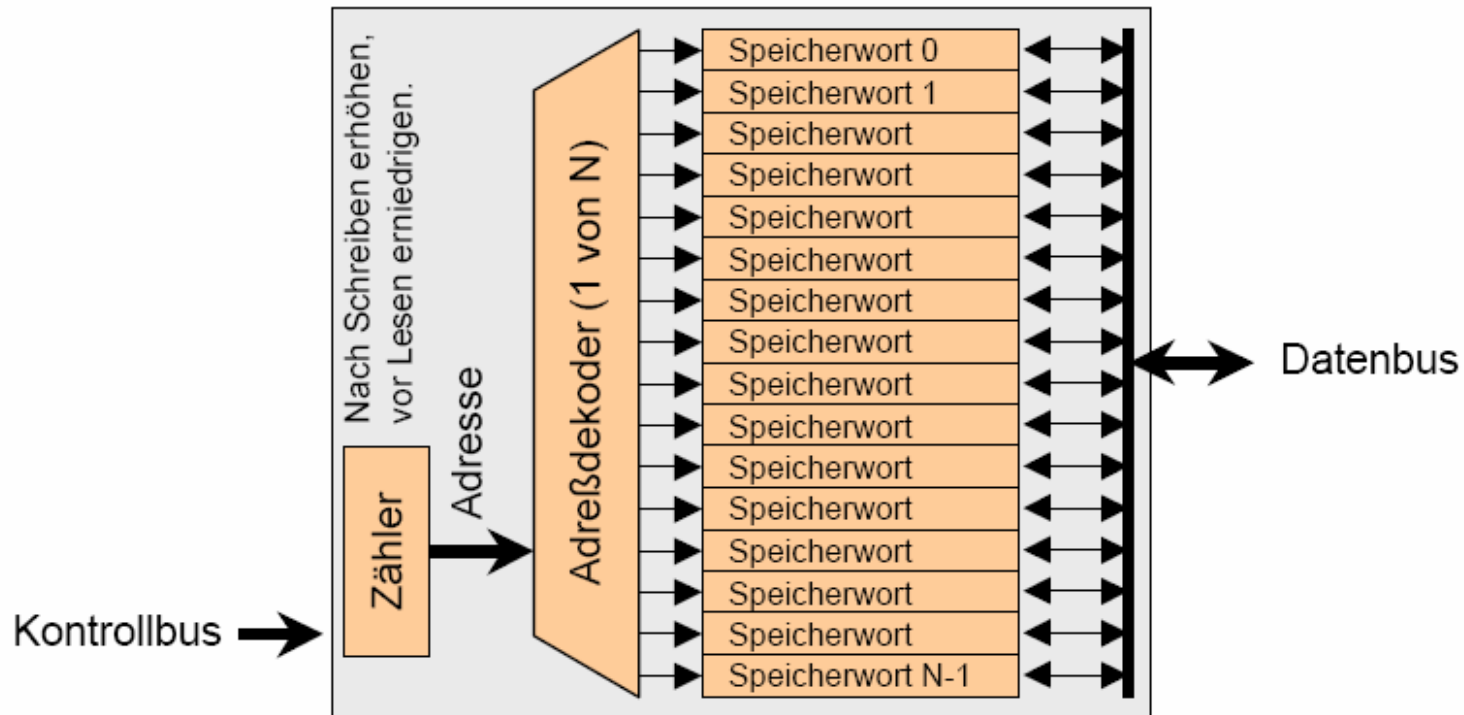 Nach Schreiben erhöhen,
vor Lesen erniedrigen.
Zähler
Adresse
Adreßdekoder (1 von N)
Speicherwort 0
Speicherwort 1
Speicherwort
Speicherwort
Speicherwort
Speicherwort
Speicherwort
Speicherwort
Speicherwort
Speicherwort
Speicherwort
Speicherwort
Speicherwort
Speicherwort
Speicherwort
Speicherwort N-1
Datenbus
Kontrollbus